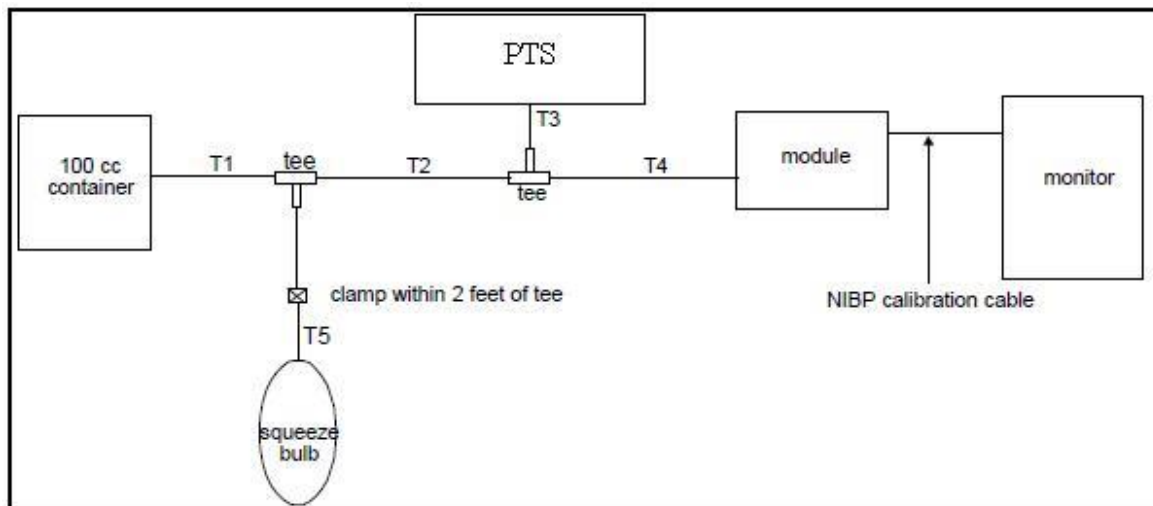 PTS
T3
100 cc
container
T1
tee
T2
tee
T4
module
monitor
NIBP calibration cable
clamp within 2 feet of tee
T5
squeeze
bulb